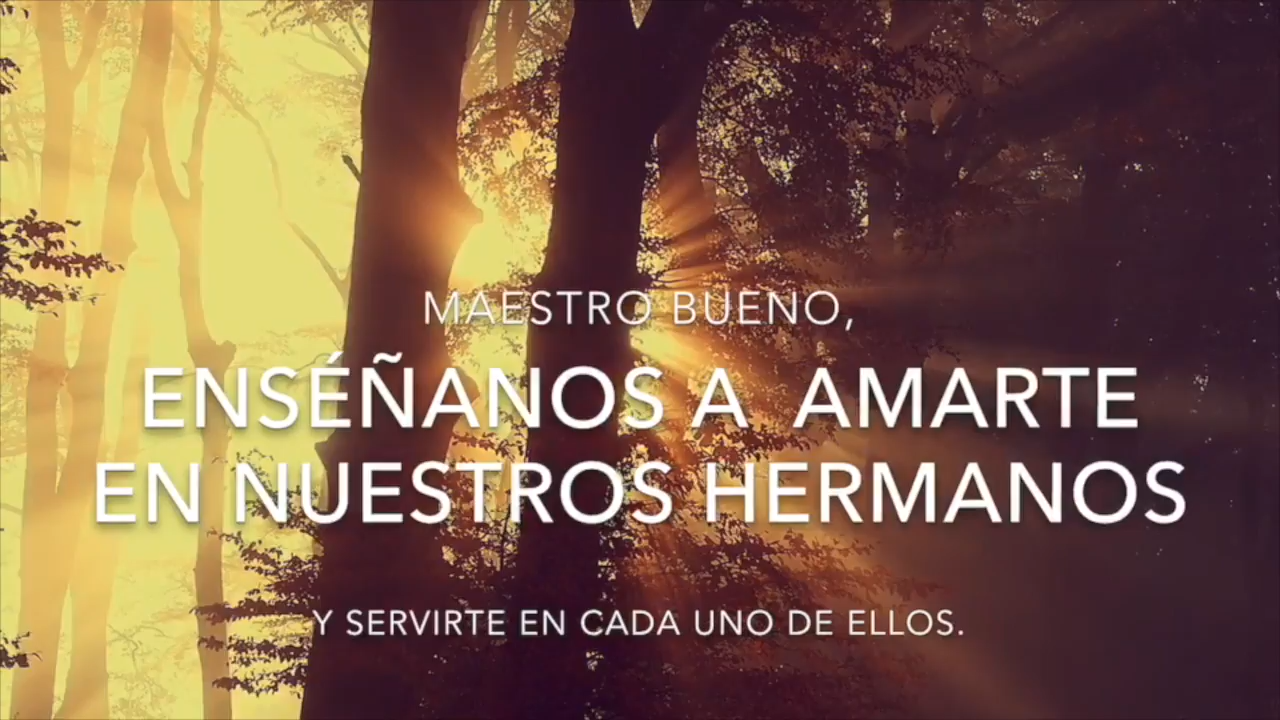 MAESTRO BUENO,
ENSÉÑANOS A AMARTE
EN NUESTROS HERMANOS
Y SERVIRTE EN CADA UNO DE ELLOS.